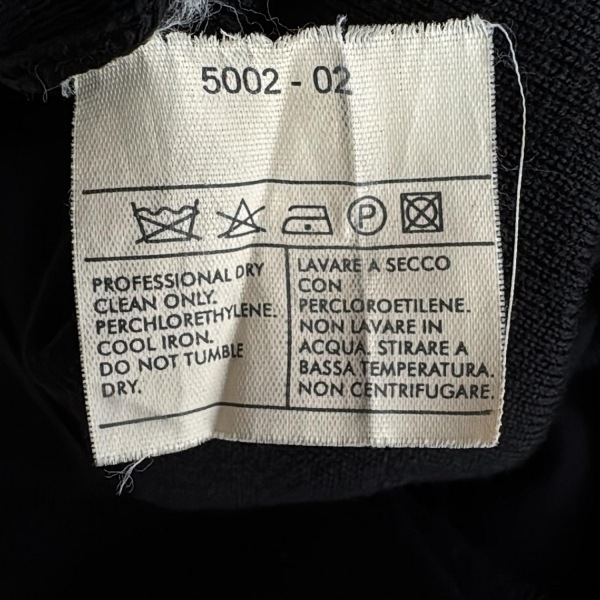 5002 - 02
P
PROFESSIONAL DRY
CLEAN ONLY.
PERCHLORETHYLENE.
COOL IRON.
DO NOT TUMBLE
DRY.
LAVARE A SECCO
CON
PERCLOROETILENE.
NON LAVARE IN
ACQUA. STIRARE A
BASSA TEMPERATURA.
NON CENTRIFUGARE.